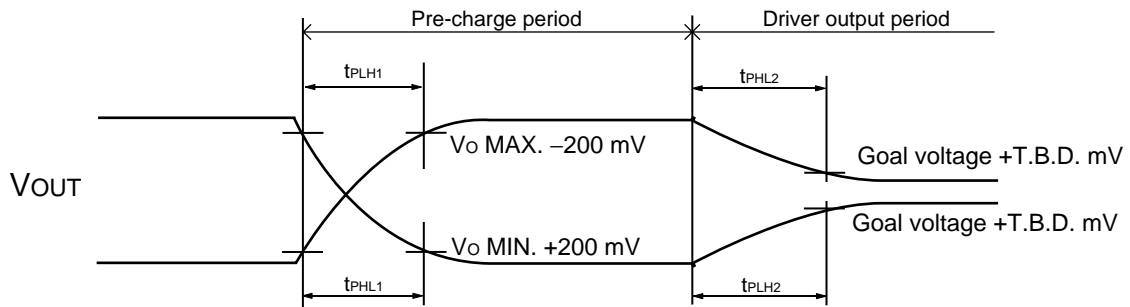 Pre-charge period
Driver output period
tPLH1
tPHL2
VO MAX. −200 mV
Goal voltage +T.B.D. mV
VOUT
Goal voltage +T.B.D. mV
VO MIN. +200 mV
tPHL1
tPLH2